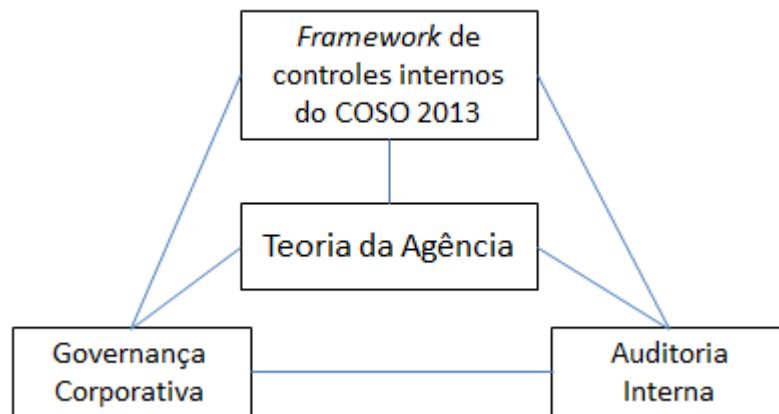 Framework de
controles internos
do COSO 2013
Teoria da Agência
Governança
Corporativa
Auditoria
Interna